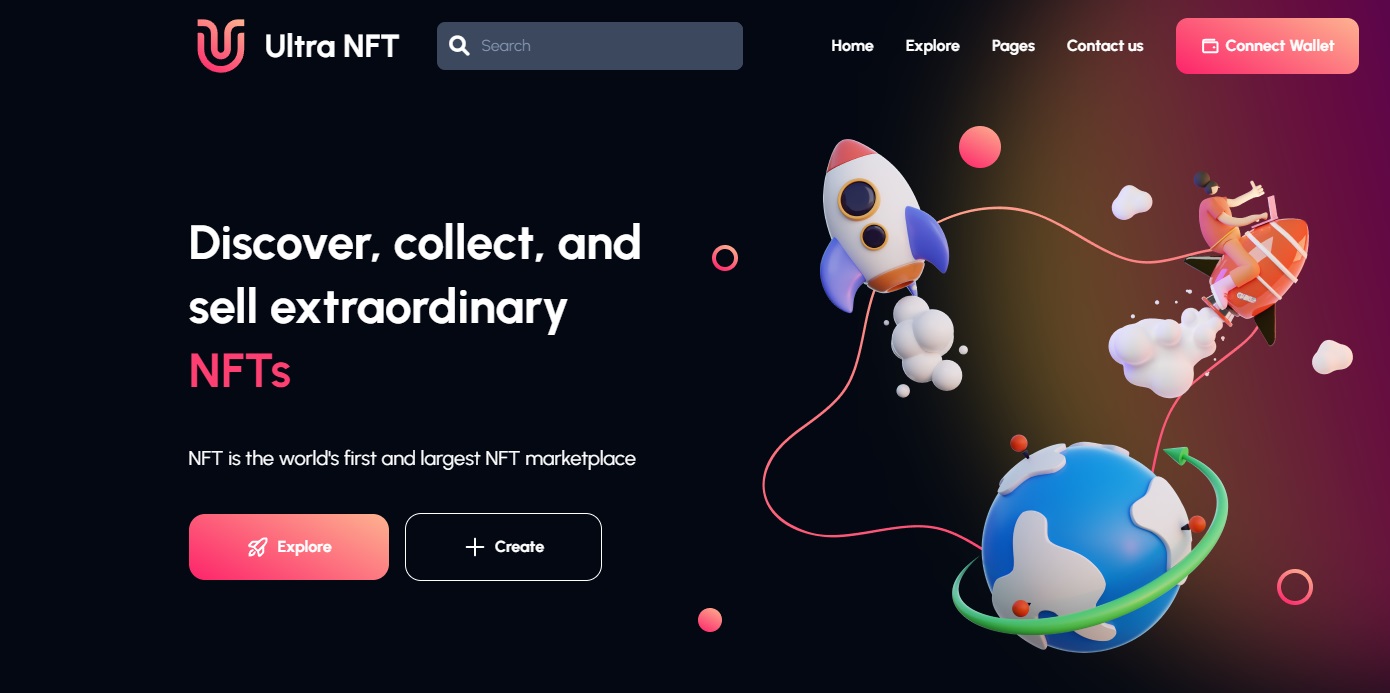 Ultra NFT
Search
Home
Explore
Pages
Contact us
Connect Wallet
Discover, collect, and
sell extraordinary
NFTs
NFT is the world's first and largest NFT marketplace
Explore
Create